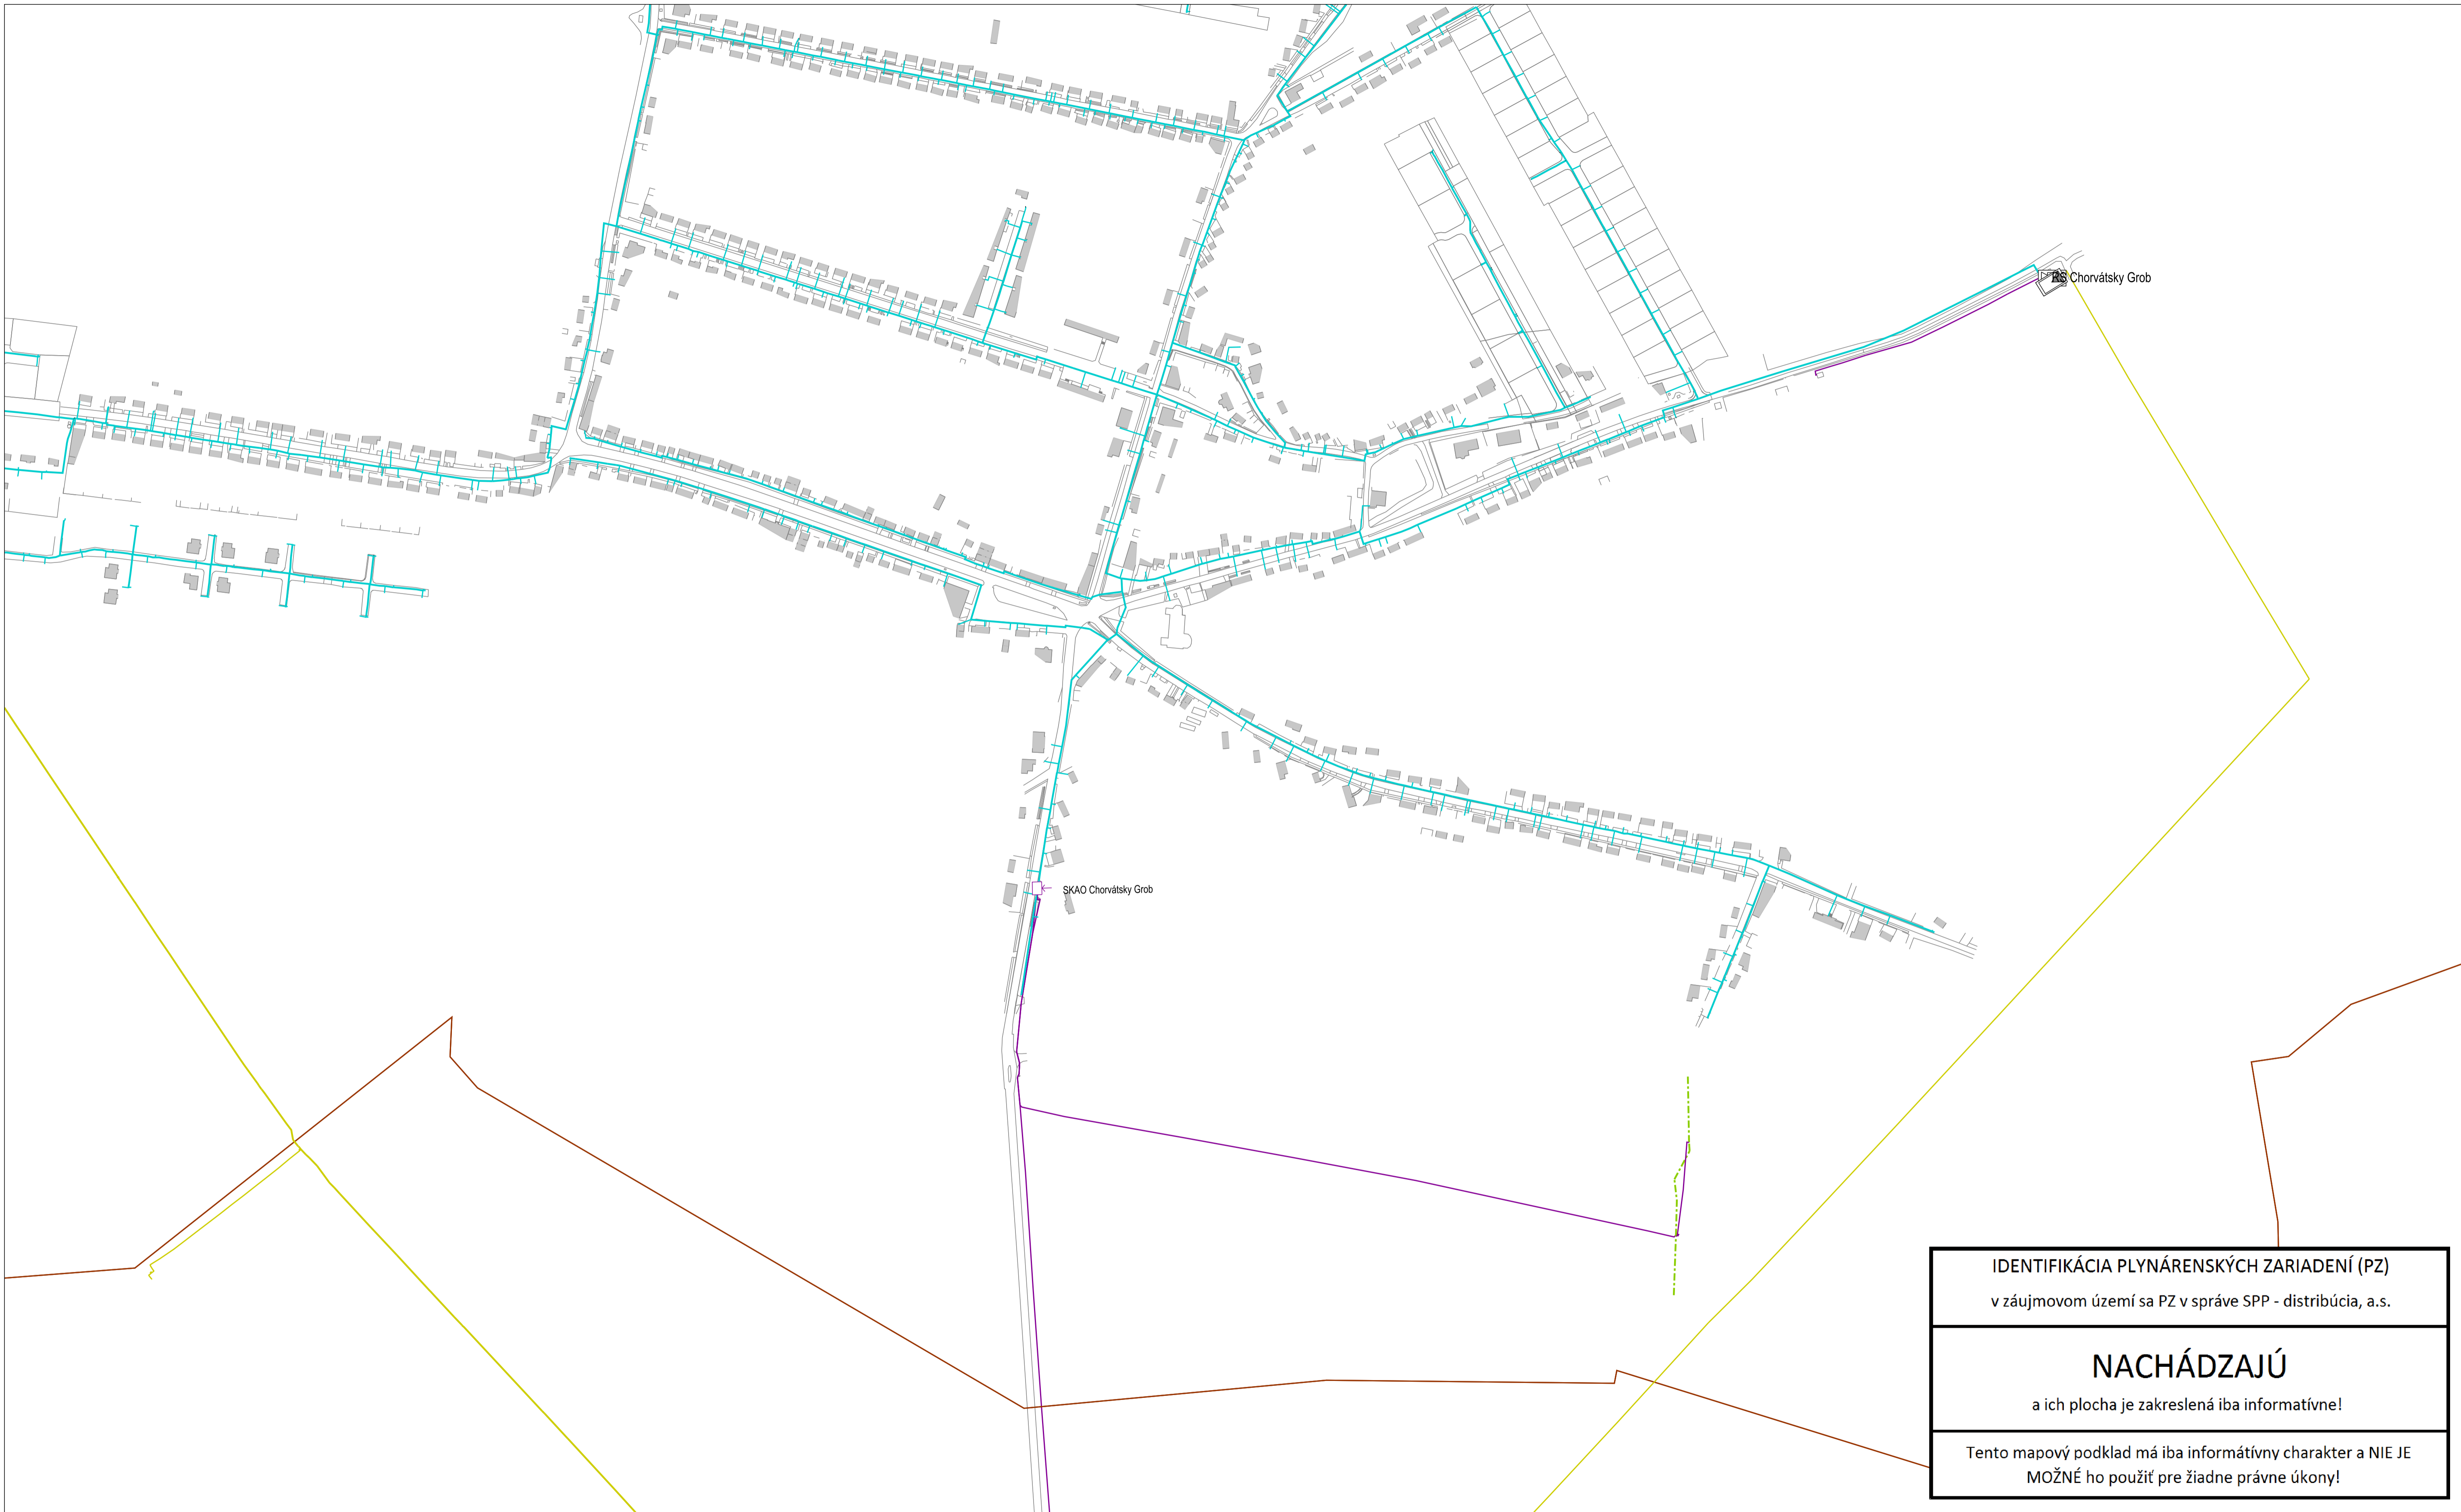 RS Chorvátsky Grob
SKAO Chorvátsky Grob
IDENTIFIKÁCIA PLYNÁRENSKÝCH ZARIADENÍ (PZ)
v záujmovom území sa PZ v správe SPP - distribúcia, a.s.
NACHÁDZAJÚ
a ich plocha je zakreslená iba informatívne!
Tento mapový podklad má iba informátívny charakter a NIE JE
MOŽNÉ ho použiť pre žiadne právne úkony!